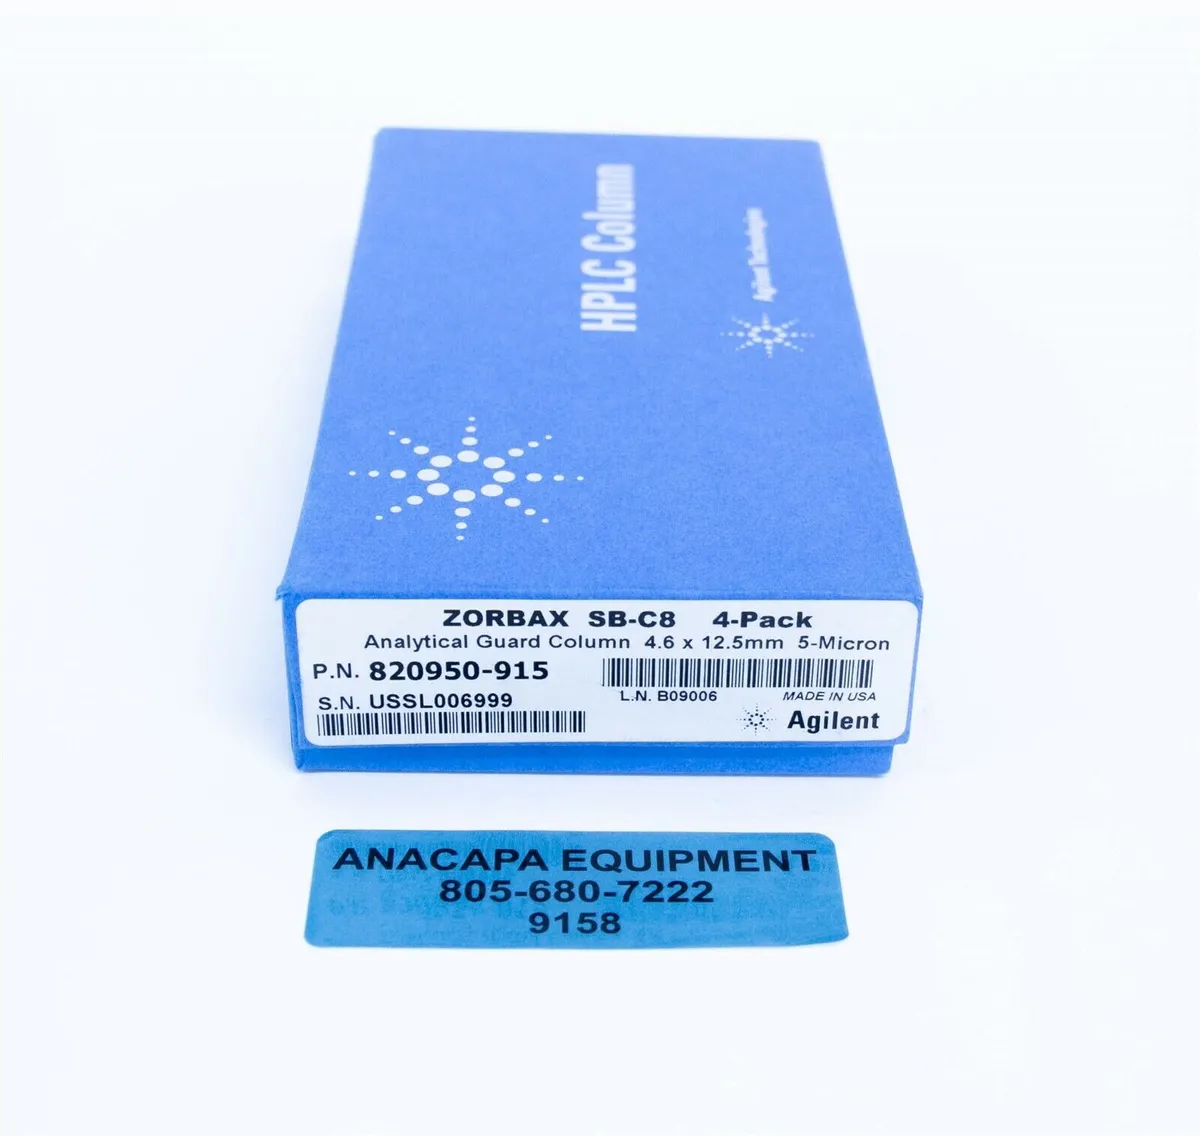 HPLC Column
Agilent Technologies
ZORBAX SB-C8 4-Pack
Analytical Guard Column 4.6 x 12.5mm 5-Micron
P.N. 820950-915
L.N. B09006 MADE IN USA
S.N. USSL006999
Agilent
ANACAPA EQUIPMENT
805-680-7222
9158